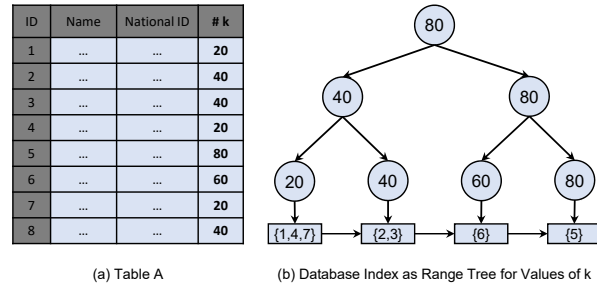 ID Name National ID # k
1 ... ... 20
2 ... ... 40
3 ... ... 40
4 ... ... 20
5 ... ... 80
6 ... ... 60
7 ... ... 20
8 ... ... 40
(a) Table A
80
40 80
20 40 60 80
{1,4,7} {2,3} {6} {5}
(b) Database Index as Range Tree for Values of k